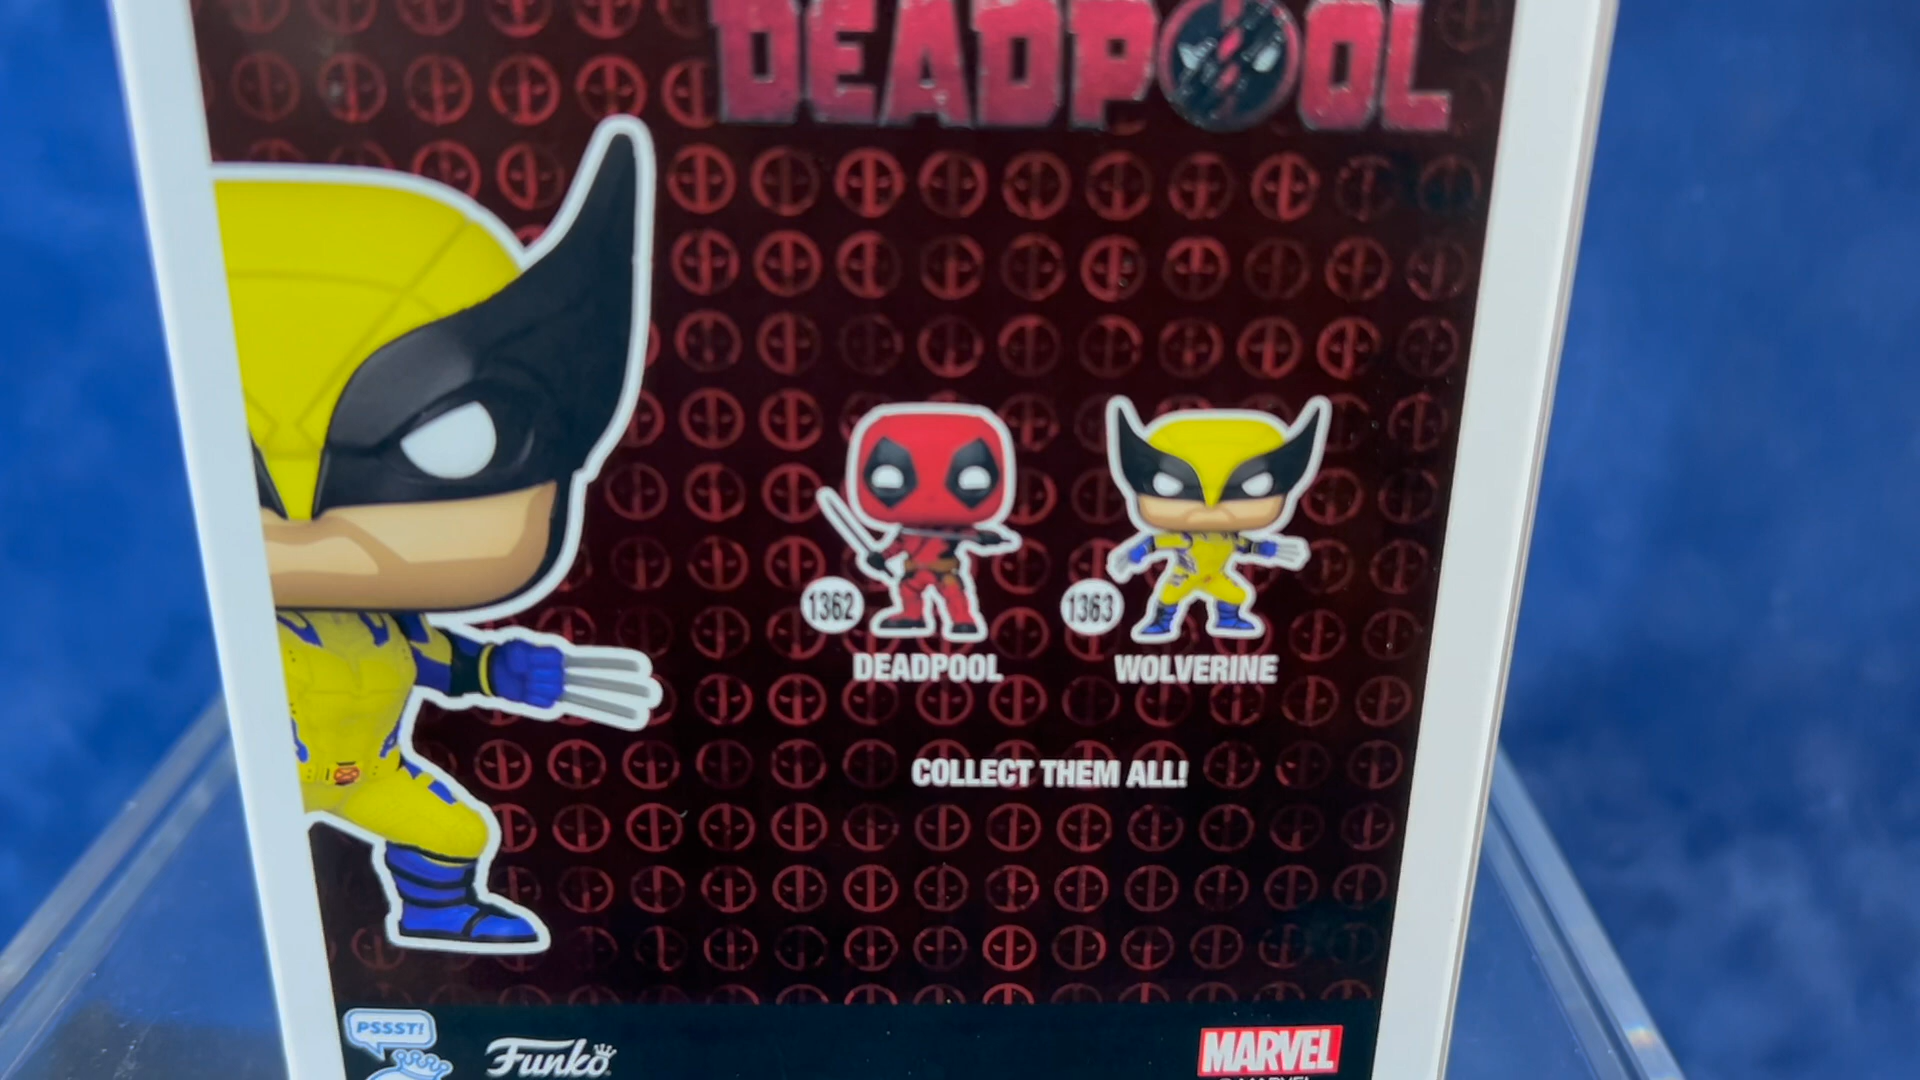 DEADPOOL
1362
1363
DEADPOOL
WOLVERINE
COLLECT THEM ALL!
PSSST!
Funko
MARVEL